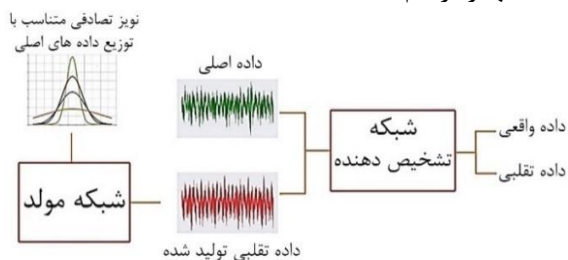 نویز تصادفی متناسب با
توزیع داده های اصلی
داده اصلی
شبکه
تشخیص دهنده
داده واقعی
داده تقلبی
شبکه مولد
داده تقلبی تولید شده